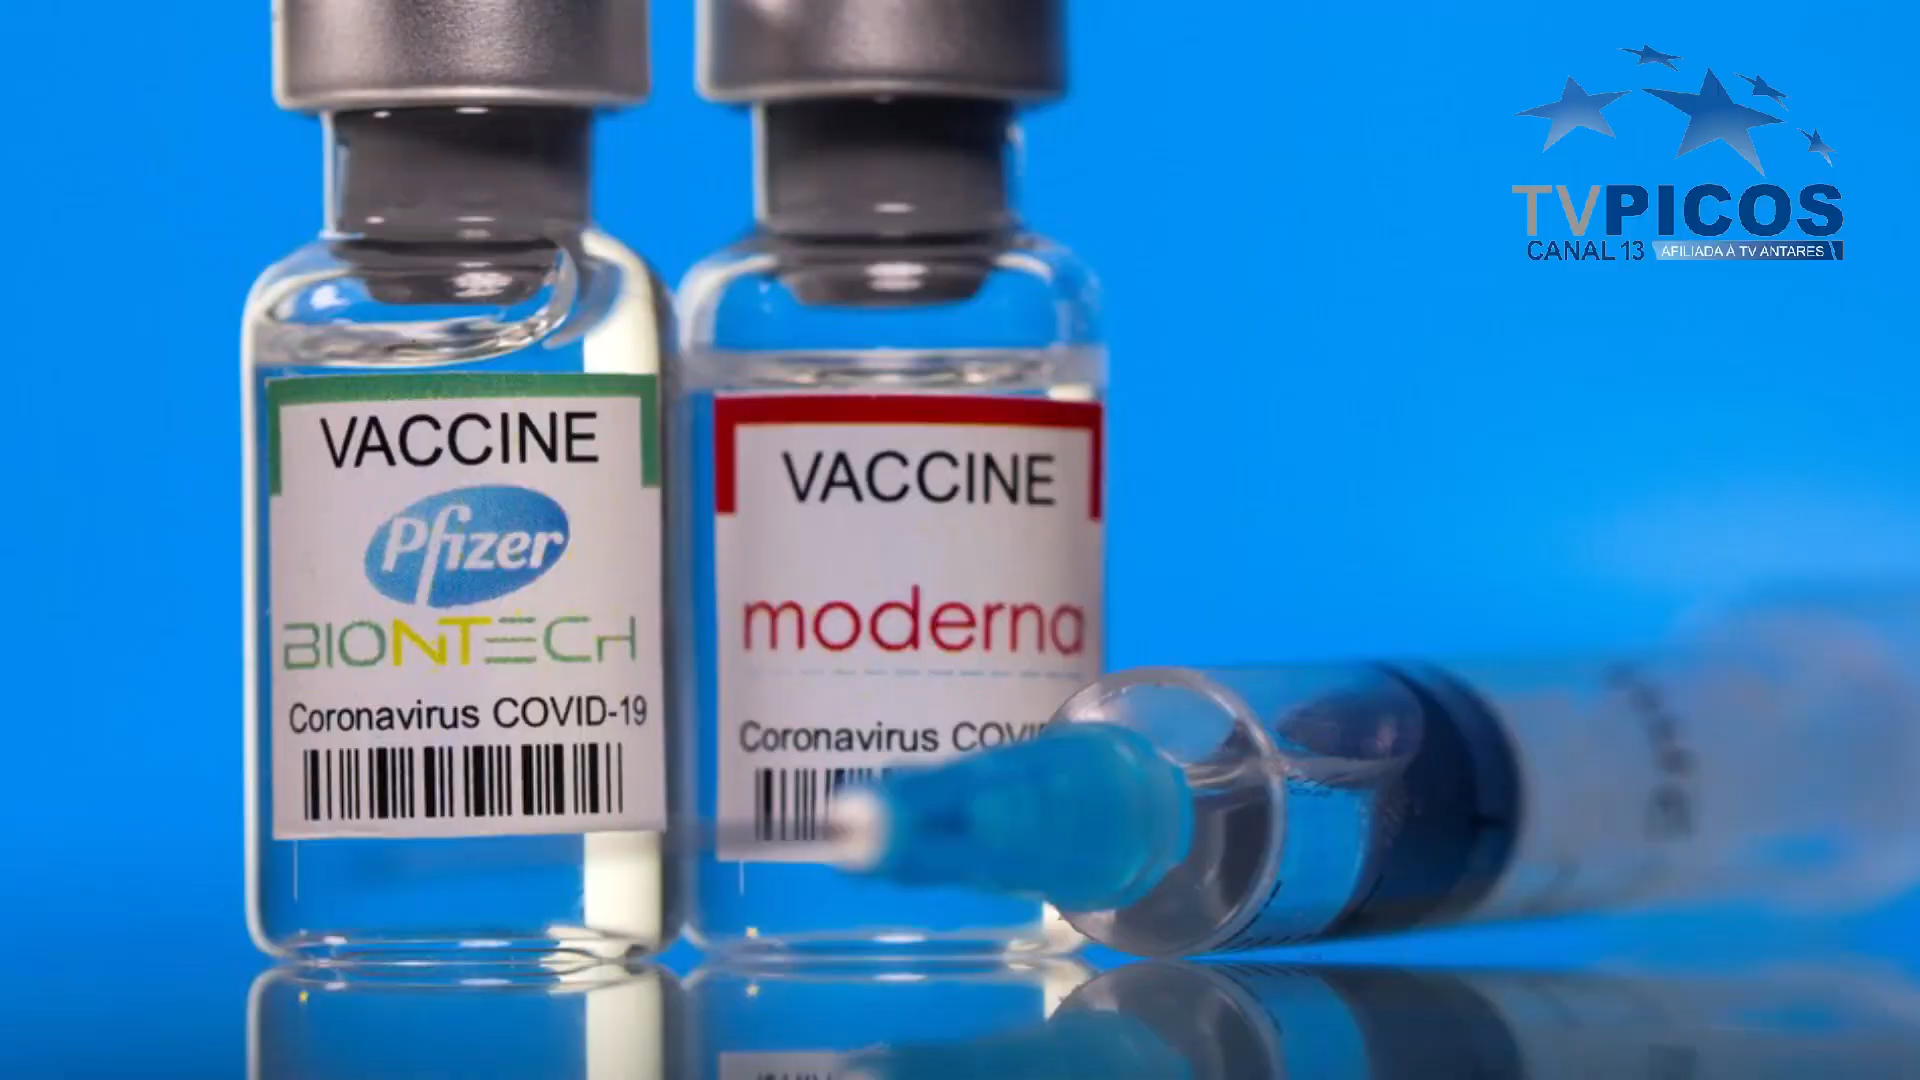 VACCINE
Pfizer
BIONTECH
Coronavirus COVID-19
VACCINE
moderna
Coronavirus
TVPICOS
CANAL 13
AFILIADA À TV ANTARES